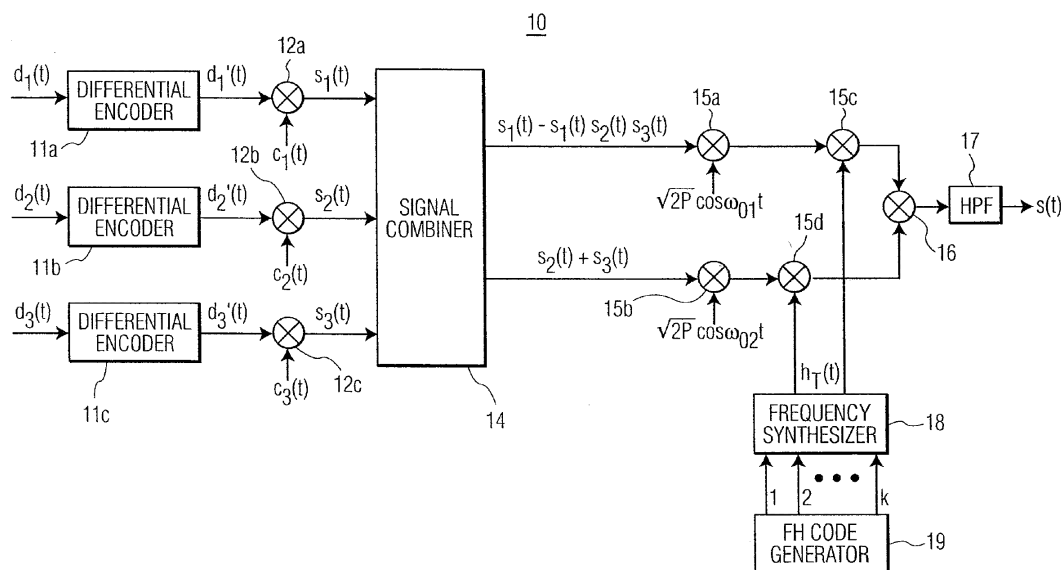 10
12a
d₁(t)
DIFFERENTIAL
ENCODER
d₁'(t)
s₁(t)
11a
c₁(t)
12b
d₂(t)
DIFFERENTIAL
ENCODER
d₂'(t)
s₂(t)
11b
c₂(t)
d₃(t)
DIFFERENTIAL
ENCODER
d₃'(t)
s₃(t)
11c
c₃(t)
12c
SIGNAL
COMBINER
14
s₁(t) - s₁(t) s₂(t) s₃(t)
15a
15c
√2P cosω₀₁t
s₂(t) + s₃(t)
15b
15d
√2P cosω₀₂t
16
17
HPF
s(t)
h_T(t)
FREQUENCY
SYNTHESIZER
18
1
2
k
FH CODE
GENERATOR
19